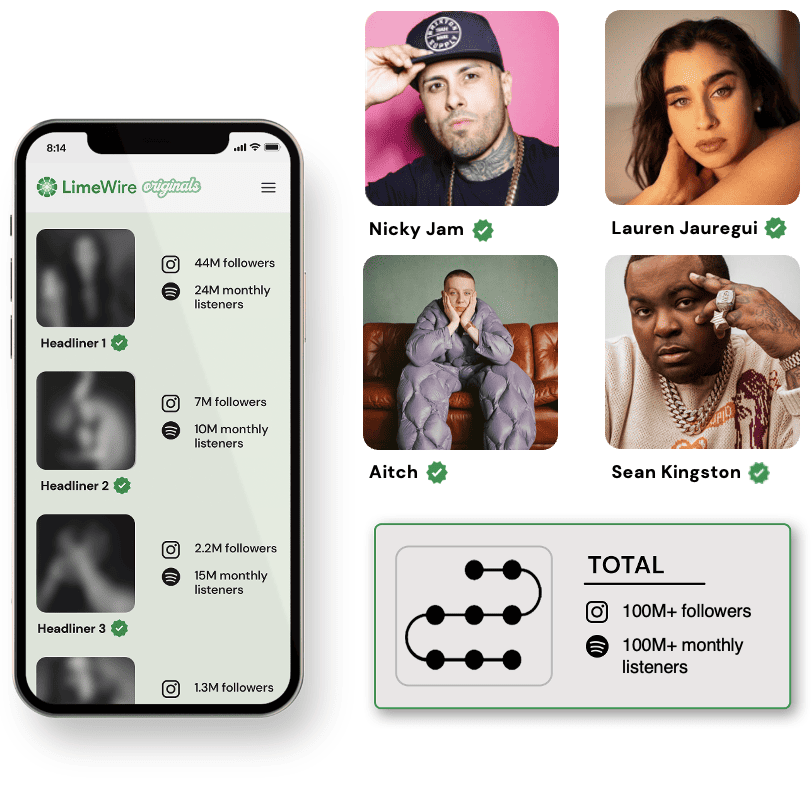 8:14
LimeWire originals
44M followers
24M monthly
listeners
Headliner 1
7M followers
10M monthly
listeners
Headliner 2
2.2M followers
15M monthly
listeners
Headliner 3
1.3M followers
BRIXTON
SUPPLY
Nicky Jam
Lauren Jauregui
Aitch
Sean Kingston
TOTAL
100M+ followers
100M+ monthly
listeners